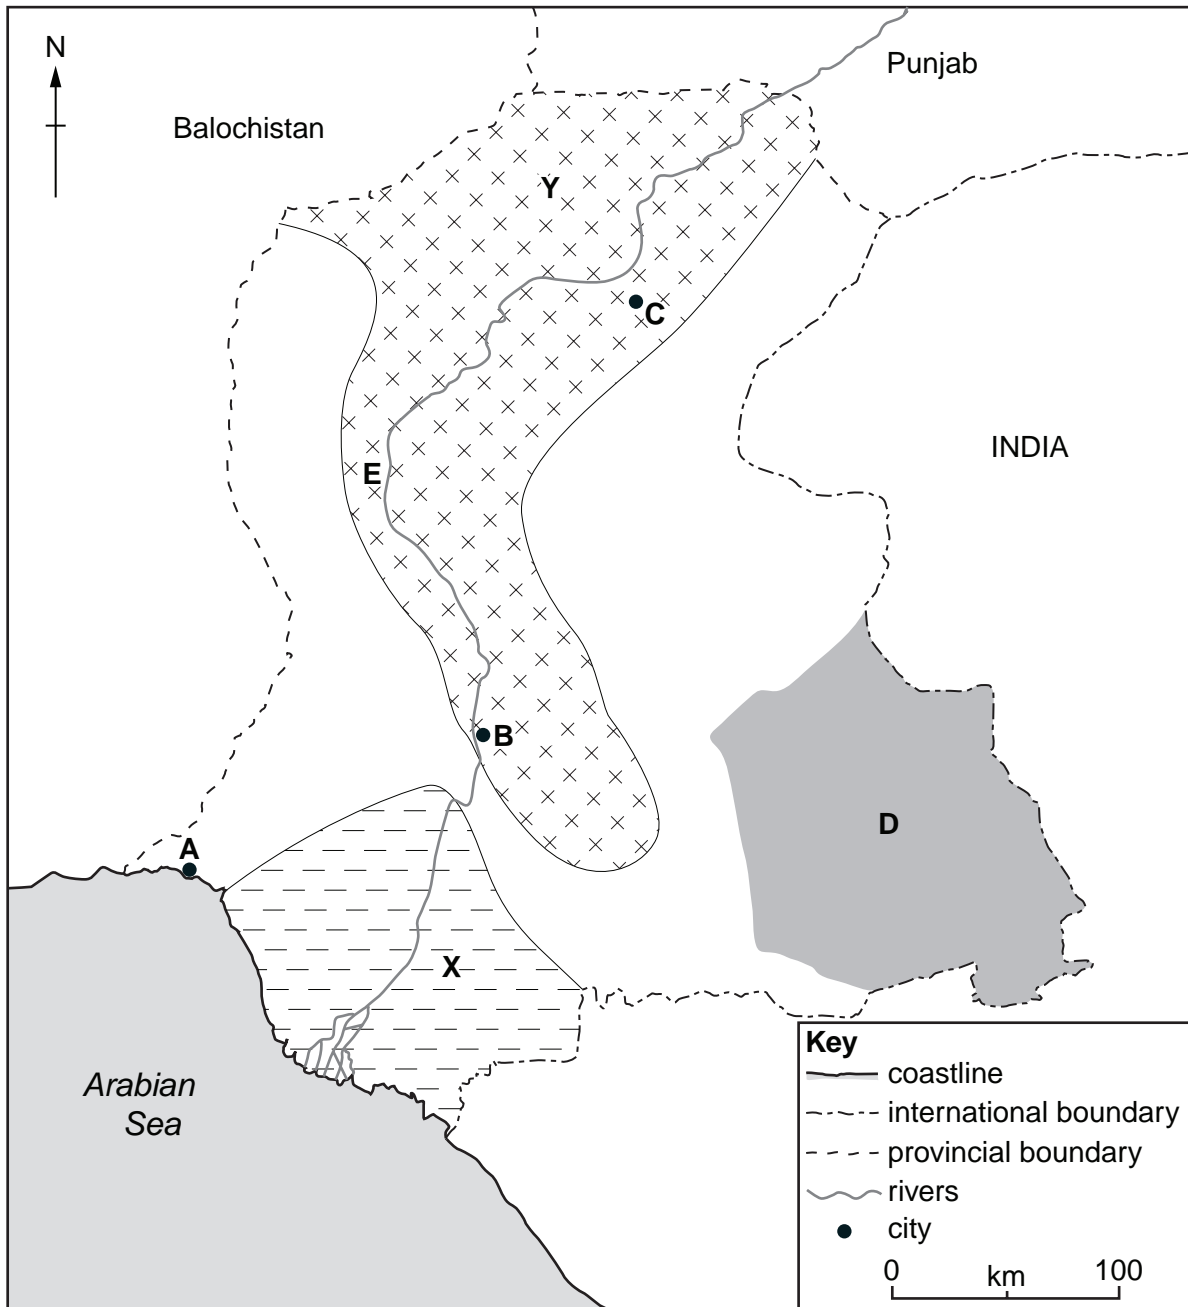 N
Punjab
Balochistan
Y
C
INDIA
E
B
D
A
X
Arabian
Sea
Key
coastline
international boundary
provincial boundary
rivers
city
0 km 100